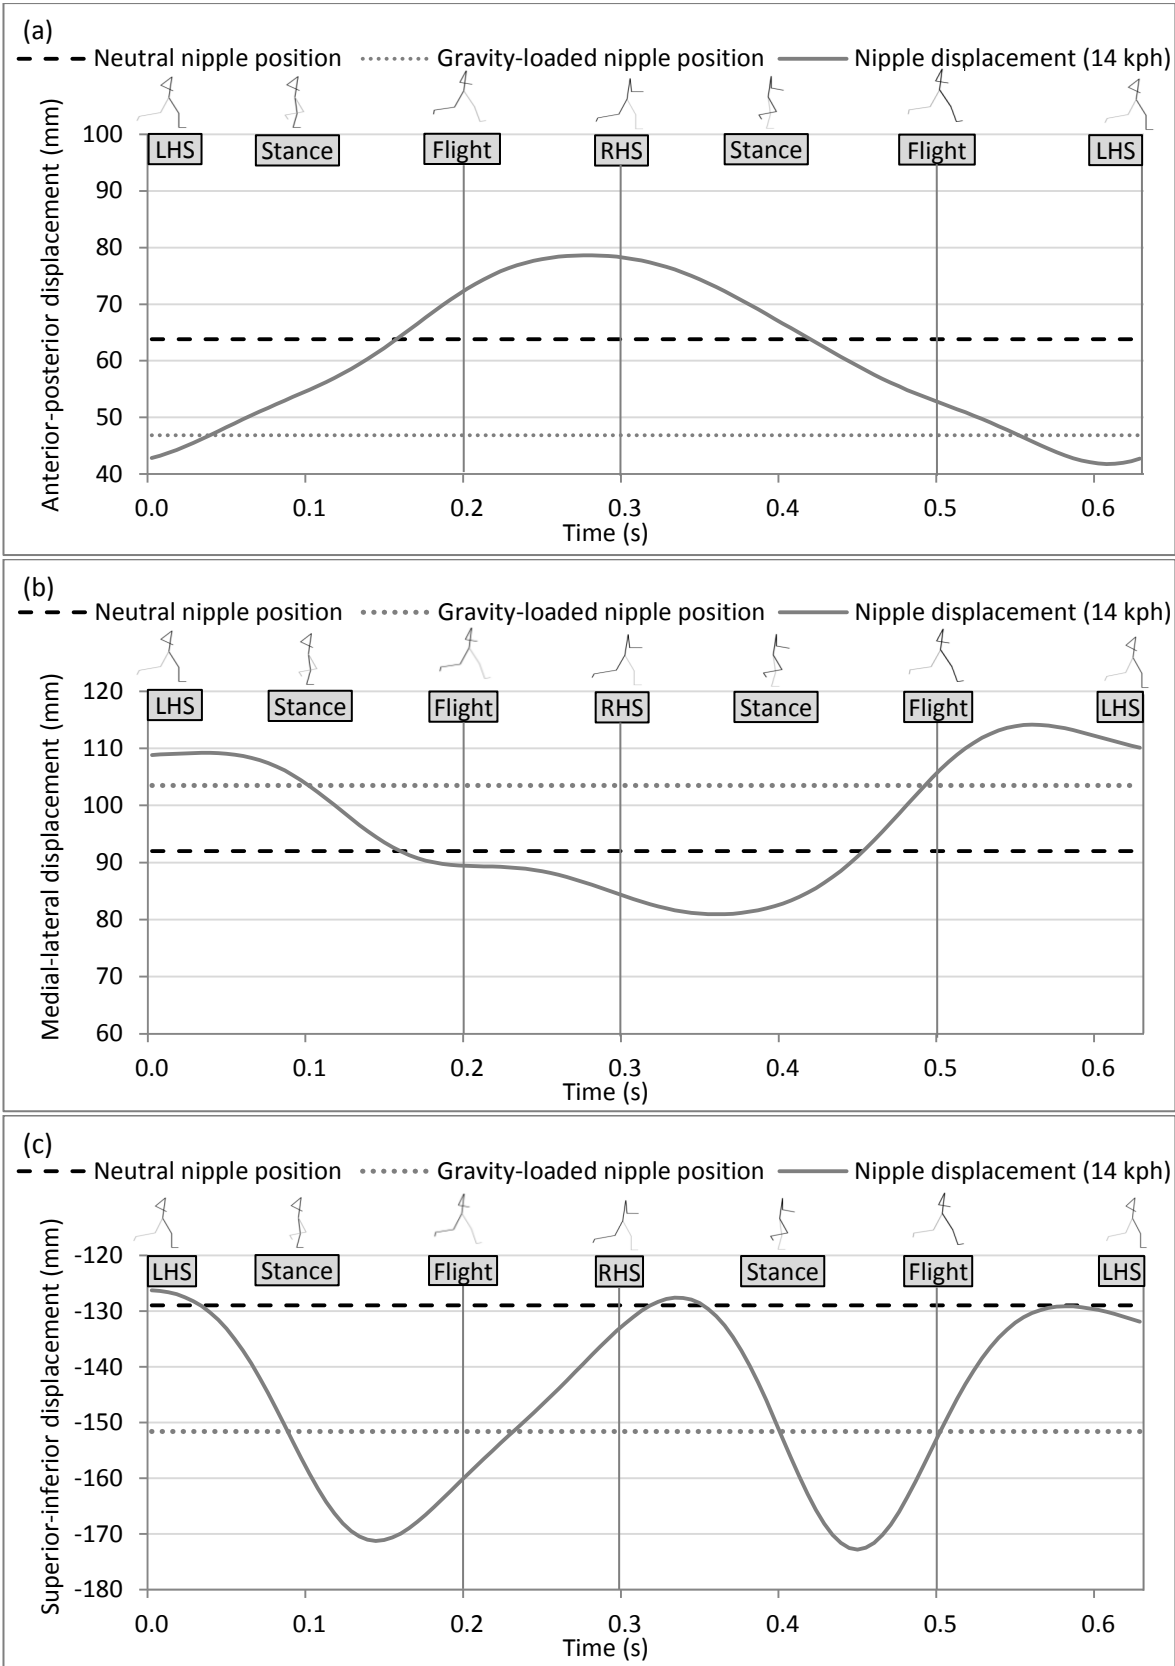 (a)
Neutral nipple position Gravity-loaded nipple position Nipple displacement (14 kph)
LHS Stance Flight RHS Stance Flight LHS
Anterior-posterior displacement (mm)
100
90
80
70
60
50
40
0.0 0.1 0.2 0.3 0.4 0.5 0.6
Time (s)
(b)
Neutral nipple position Gravity-loaded nipple position Nipple displacement (14 kph)
LHS Stance Flight RHS Stance Flight LHS
Medial-lateral displacement (mm)
120
110
100
90
80
70
60
0.0 0.1 0.2 0.3 0.4 0.5 0.6
Time (s)
(c)
Neutral nipple position Gravity-loaded nipple position Nipple displacement (14 kph)
LHS Stance Flight RHS Stance Flight LHS
Superior-inferior displacement (mm)
-120
-130
-140
-150
-160
-170
-180
0.0 0.1 0.2 0.3 0.4 0.5 0.6
Time (s)